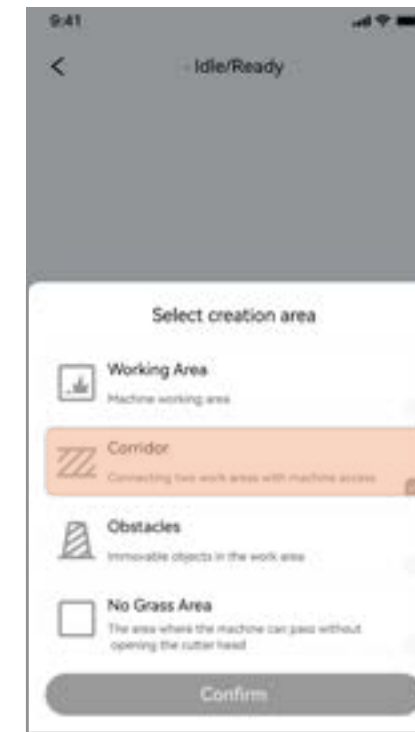 9:41
Idle/Ready
Select creation area
Working Area
Machine working area
Corridor
Connecting two work areas with machine access
Obstacles
Immovable objects in the work area
No Grass Area
The area where the machine can pass without
opening the cutter head
Confirm